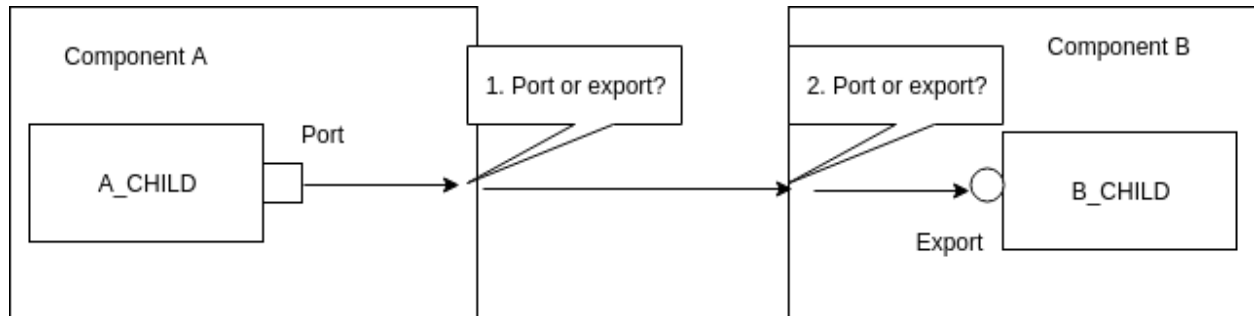 Component A
Component B
1. Port or export?
2. Port or export?
Port
A_CHILD
B_CHILD
Export